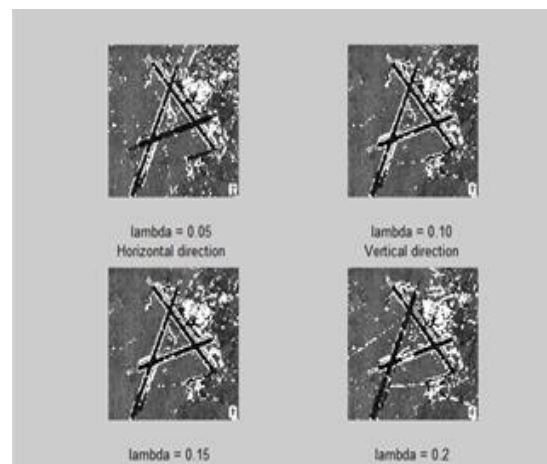 lambda = 0.05
Horizontal direction
lambda = 0.10
Vertical direction
lambda = 0.15
lambda = 0.2